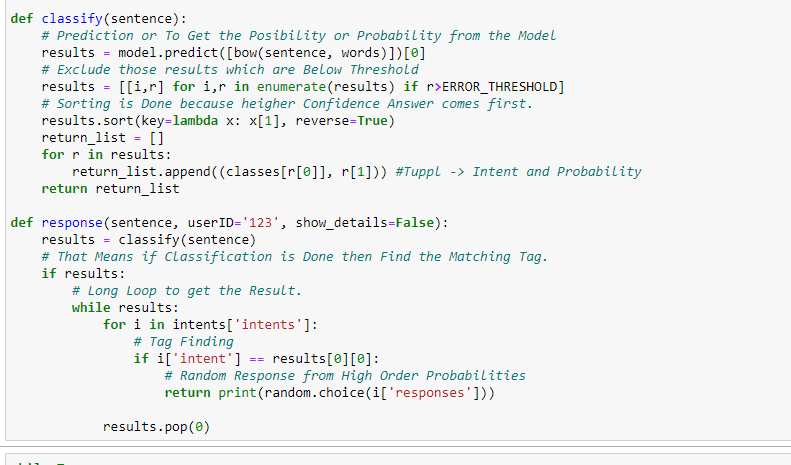 def classify(sentence):
    # Prediction or To Get the Posibility or Probability from the Model
    results = model.predict([bow(sentence, words)])[0]
    # Exclude those results which are Below Threshold
    results = [[i,r] for i,r in enumerate(results) if r>ERROR_THRESHOLD]
    # Sorting is Done because heigher Confidence Answer comes first.
    results.sort(key=lambda x: x[1], reverse=True)
    return_list = []
    for r in results:
        return_list.append((classes[r[0]], r[1])) #Tuppl -> Intent and Probability
    return return_list

def response(sentence, userID='123', show_details=False):
    results = classify(sentence)
    # That Means if Classification is Done then Find the Matching Tag.
    if results:
        # Long Loop to get the Result.
        while results:
            for i in intents['intents']:
                # Tag Finding
                if i['intent'] == results[0][0]:
                    # Random Response from High Order Probabilities
                    return print(random.choice(i['responses']))

            results.pop(0)